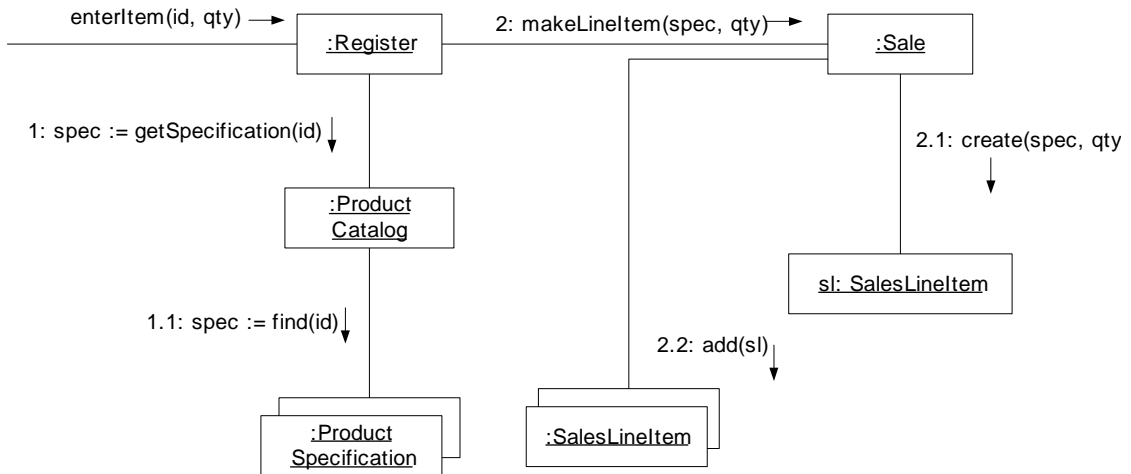 enterItem(id, qty)
:Register
2: makeLineItem(spec, qty)
:Sale
1: spec := getSpecification(id)
2.1: create(spec, qty
:Product
Catalog
sl: SalesLineItem
1.1: spec := find(id)
2.2: add(sl)
:Product
Specification
:SalesLineItem